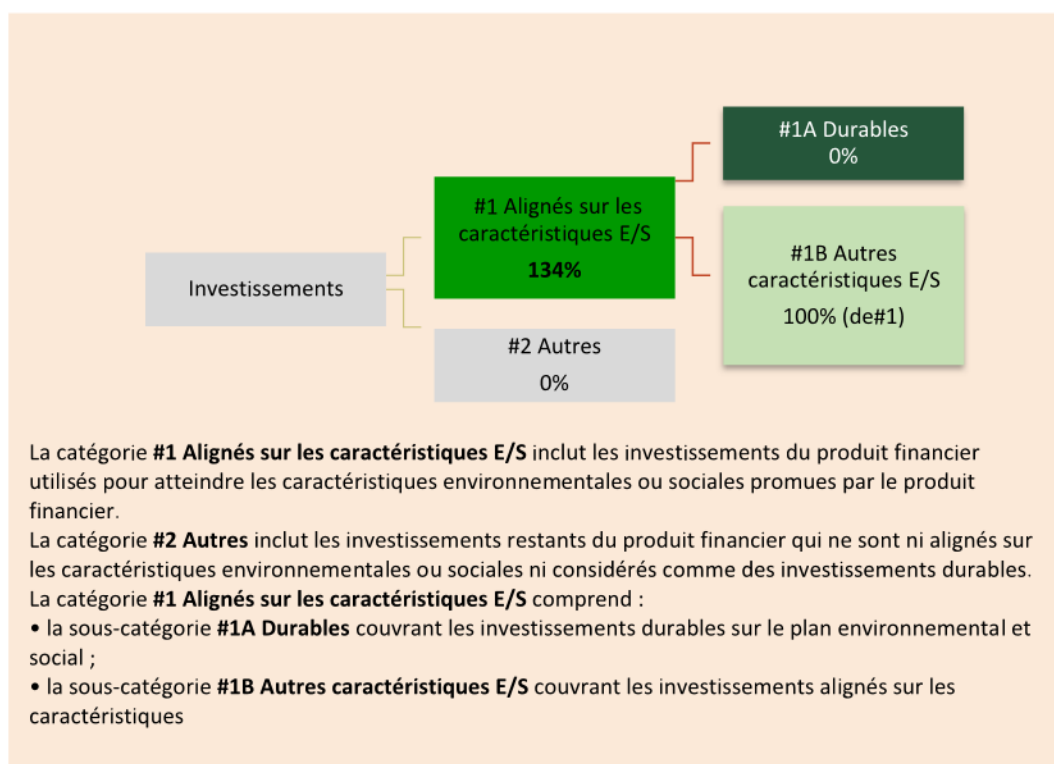 #1A Durables
0%
#1 Alignés sur les
caractéristiques E/S
134%
#1B Autres
caractéristiques E/S
100% (de#1)
Investissements
#2 Autres
0%
La catégorie #1 Alignés sur les caractéristiques E/S inclut les investissements du produit financier
utilisés pour atteindre les caractéristiques environnementales ou sociales promues par le produit
financier.
La catégorie #2 Autres inclut les investissements restants du produit financier qui ne sont ni alignés sur
les caractéristiques environnementales ou sociales ni considérés comme des investissements durables.
La catégorie #1 Alignés sur les caractéristiques E/S comprend :
• la sous-catégorie #1A Durables couvrant les investissements durables sur le plan environnemental et
social ;
• la sous-catégorie #1B Autres caractéristiques E/S couvrant les investissements alignés sur les
caractéristiques